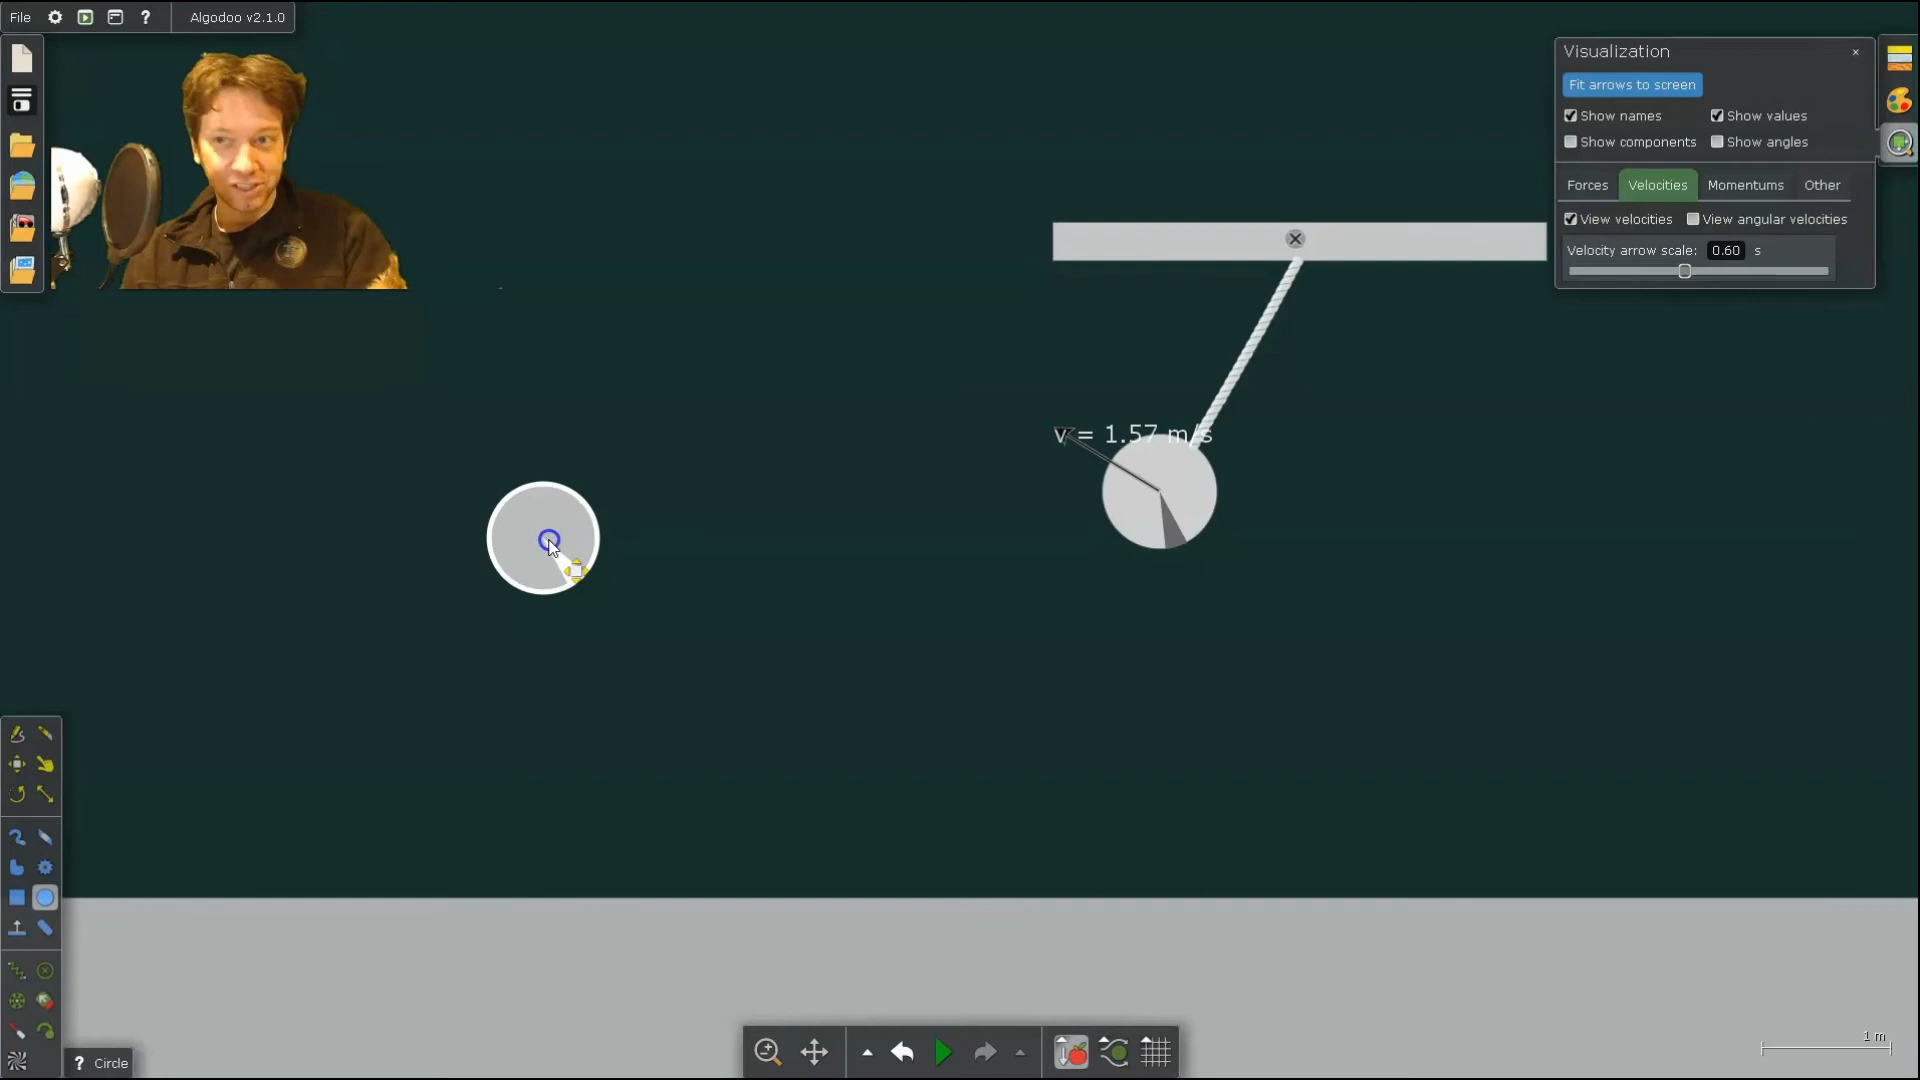 File ? Algodoo v2.1.0
Visualization ×
Fit arrows to screen
Show names Show values
Show components Show angles
Forces Velocities Momentums Other
View velocities View angular velocities
Velocity arrow scale: 0.60 s
v = 1.57 m/s
? Circle
1 m